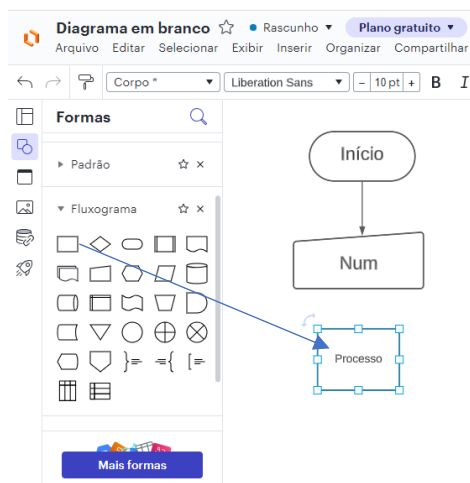 Diagrama em branco
Rascunho
Plano gratuito
Arquivo Editar Selecionar Exibir Inserir Organizar Compartilhar
Corpo *
Liberation Sans
- 10 pt +
B I
Formas
Padrão
Fluxograma
Mais formas
Início
Num
Processo